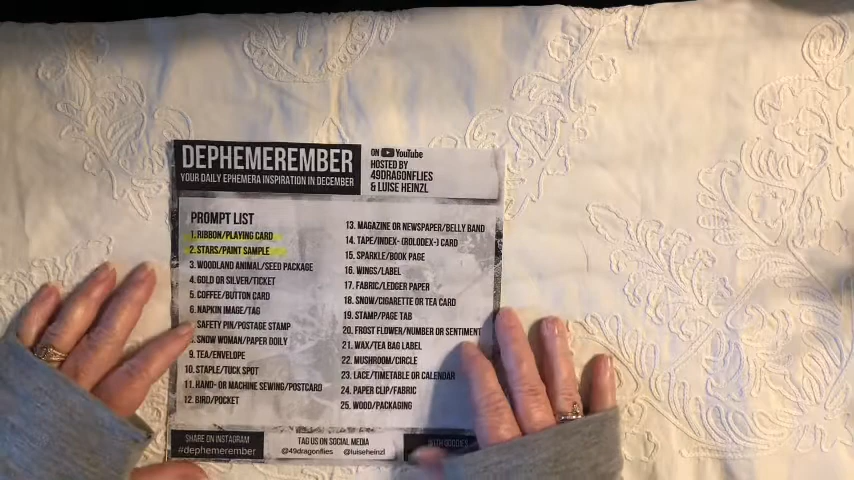 DEPHEMEREMBER
YOUR DAILY EPHEMERA INSPIRATION IN DECEMBER
ON YouTube
HOSTED BY
49DRAGONFLIES
& LUISE HEINZL
PROMPT LIST
1. RIBBON/PLAYING CARD
2. STARS/PAINT SAMPLE
3. WOODLAND ANIMAL/SEED PACKAGE
4. GOLD OR SILVER/TICKET
5. COFFEE/BUTTON CARD
6. NAPKIN IMAGE/TAG
SAFETY PIN/POSTAGE STAMP
SNOW WOMAN/PAPER DOILY
9. TEA/ENVELOPE
10. STAPLE/TUCK SPOT
11. HAND- OR MACHINE SEWING/POSTCARD
12. BIRD/POCKET
13. MAGAZINE OR NEWSPAPER/BELLY BAND
14. TAPE/INDEX- (ROLODEX-) CARD
15. SPARKLE/BOOK PAGE
16. WINGS/LABEL
17. FABRIC/LEDGER PAPER
18. SNOW/CIGARETTE OR TEA CARD
19. STAMP/PAGE TAB
20. FROST FLOWER/NUMBER OR SENTIMENT
21. WAX/TEA BAG LABEL
22. MUSHROOM/CIRCLE
23. LACE/TIMETABLE OR CALENDAR
24. PAPER CLIP/FABRIC
25. WOOD/PACKAGING
SHARE ON INSTAGRAM
#dephemerember
TAG US ON SOCIAL MEDIA
@49dragonflies @luiseheinzl
WITH GOODIES